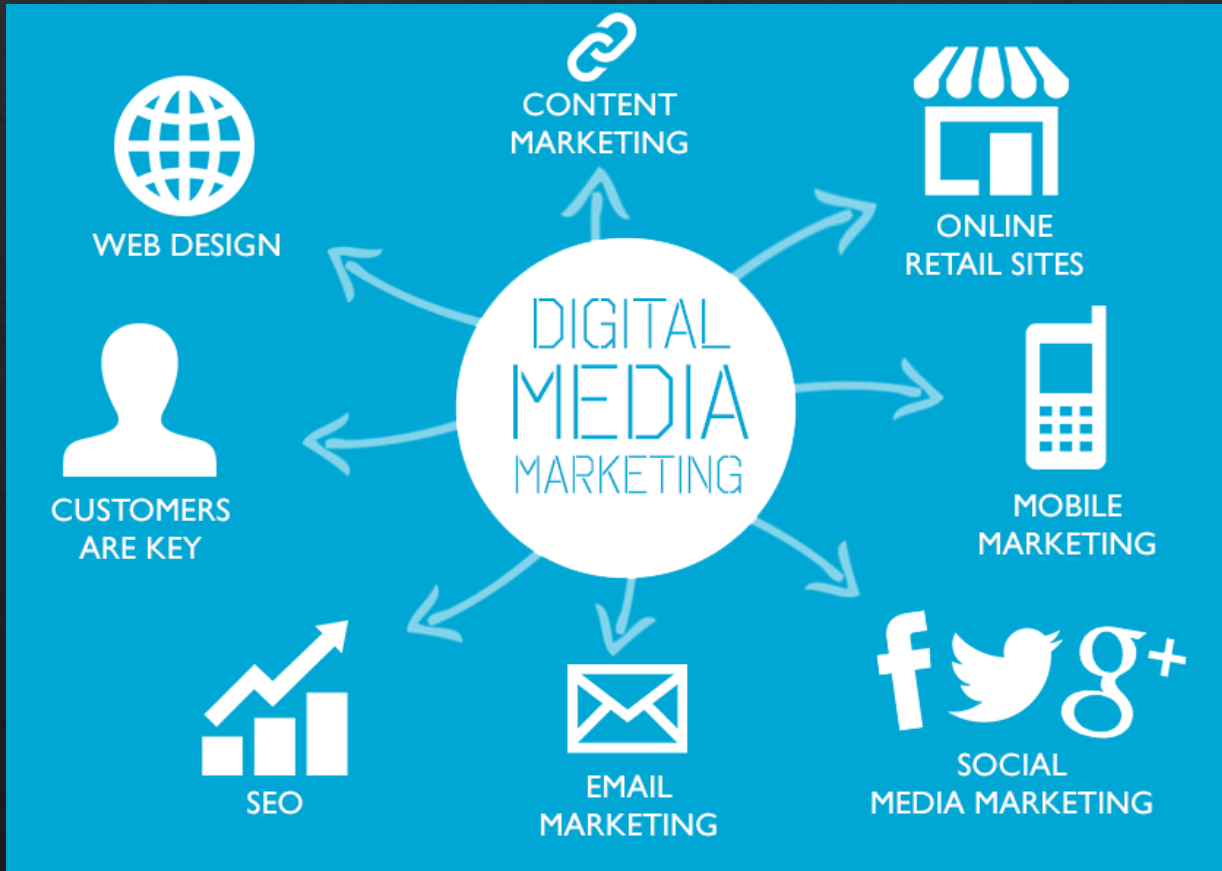 CONTENT
MARKETING
WEB DESIGN
ONLINE
RETAIL SITES
DIGITAL
MEDIA
MARKETING
CUSTOMERS
ARE KEY
MOBILE
MARKETING
SEO
EMAIL
MARKETING
f g+
SOCIAL
MEDIA MARKETING